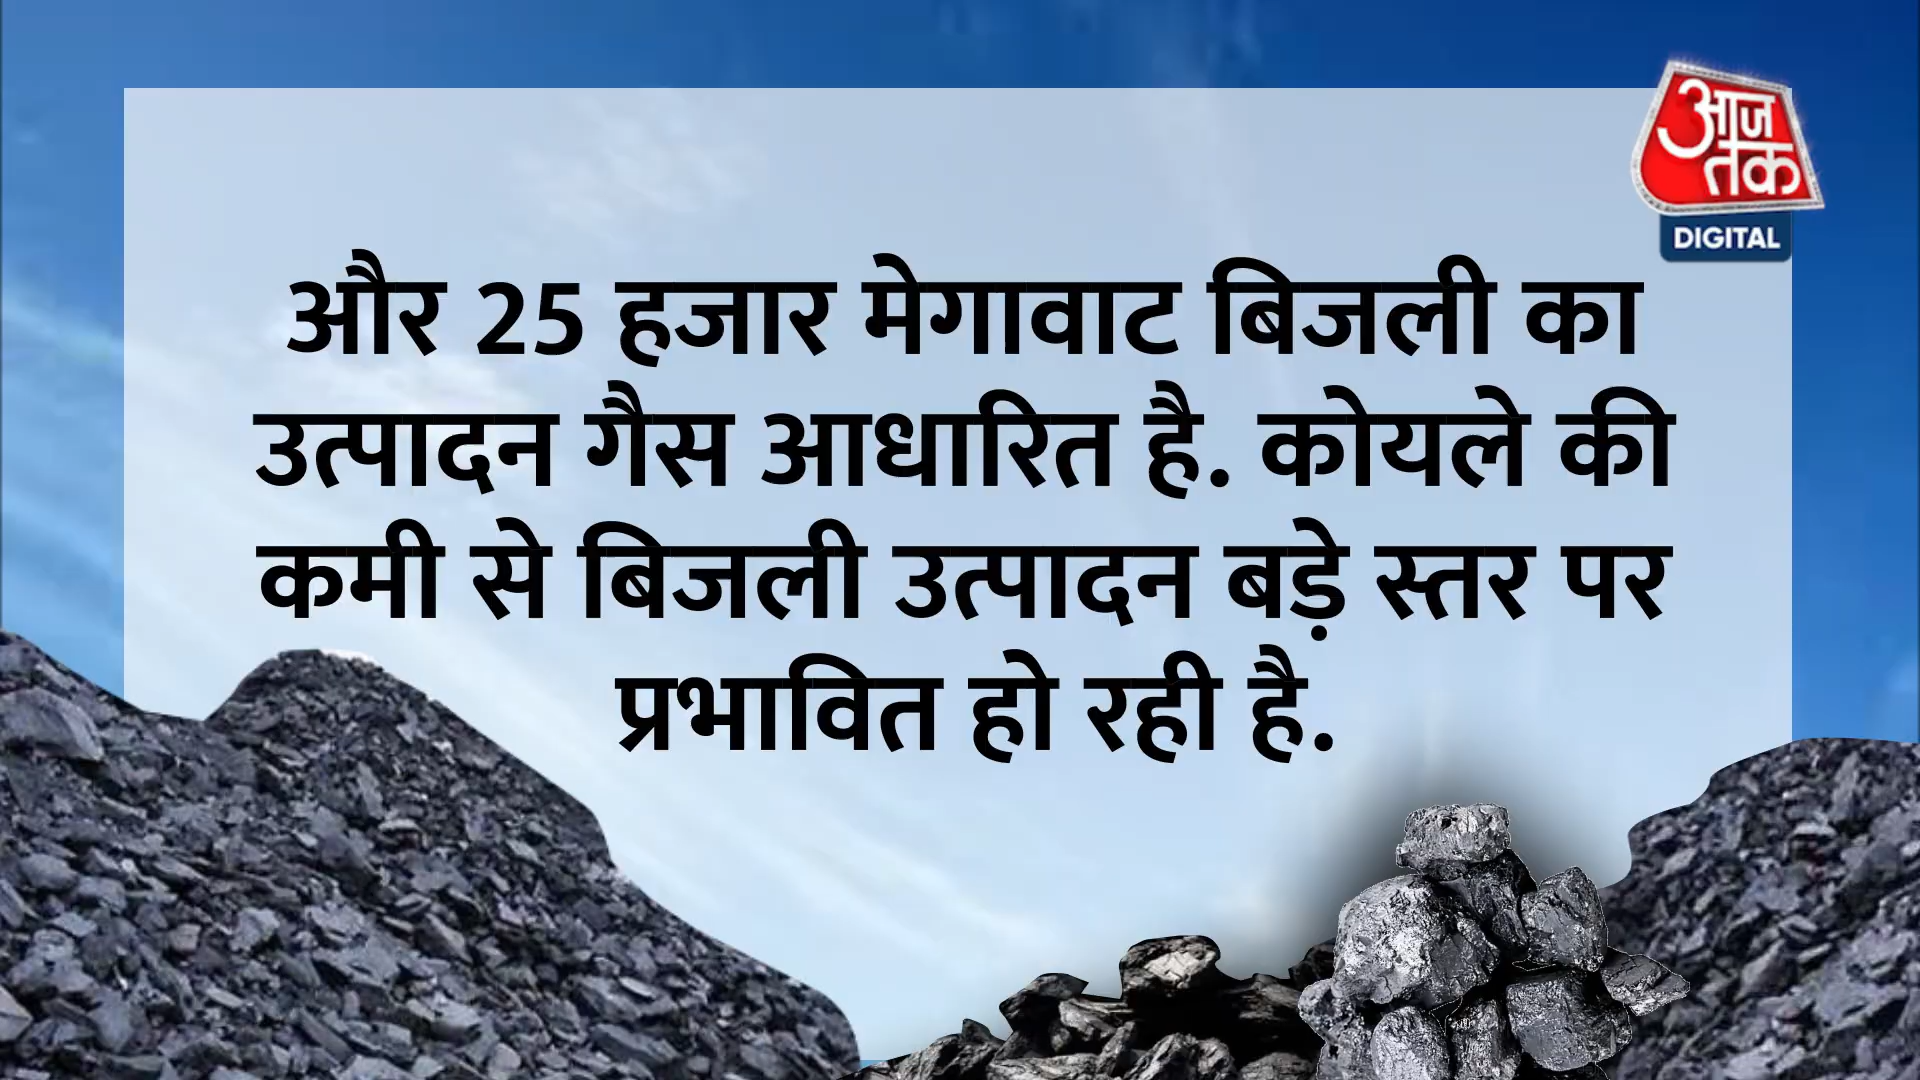 आज
तक
DIGITAL
और 25 हजार मेगावाट बिजली का
उत्पादन गैस आधारित है. कोयले की
कमी से बिजली उत्पादन बड़े स्तर पर
प्रभावित हो रही है.